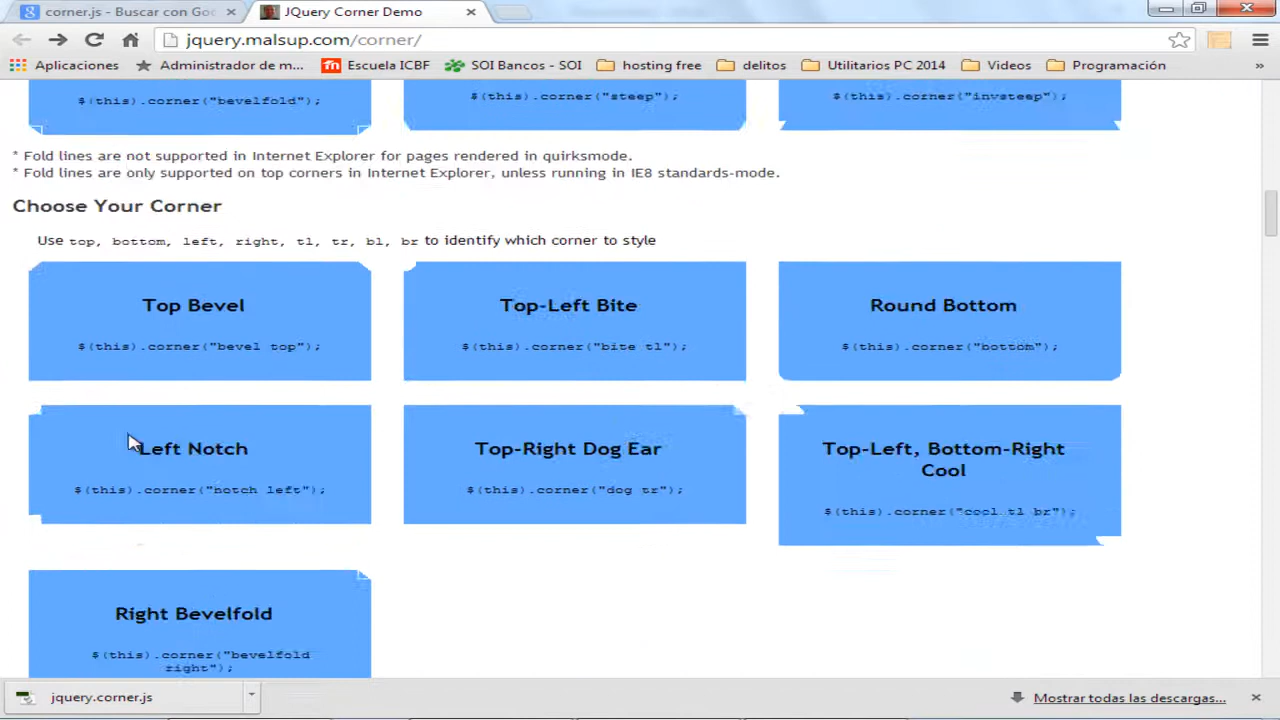 corner.js - Buscar con Goo
JQuery Corner Demo
jquery.malsup.com/corner/
Aplicaciones
Administrador de m...
Escuela ICBF
SOI Bancos - SOI
hosting free
delitos
Utilitarios PC 2014
Videos
Programación
»
$(this).corner("bevelfold");
$(this).corner("steep");
$(this).corner("invsteep");
* Fold lines are not supported in Internet Explorer for pages rendered in quirksmode.
* Fold lines are only supported on top corners in Internet Explorer, unless running in IE8 standards-mode.
Choose Your Corner
Use top, bottom, left, right, tl, tr, bl, br to identify which corner to style
Top Bevel
$(this).corner("bevel top");
Top-Left Bite
$(this).corner("bite tl");
Round Bottom
$(this).corner("bottom");
Left Notch
$(this).corner("notch left");
Top-Right Dog Ear
$(this).corner("dog tr");
Top-Left, Bottom-Right
Cool
$(this).corner("cool tl br");
Right Bevelfold
$(this).corner("bevelfold
right");
jquery.corner.js
Mostrar todas las descargas...